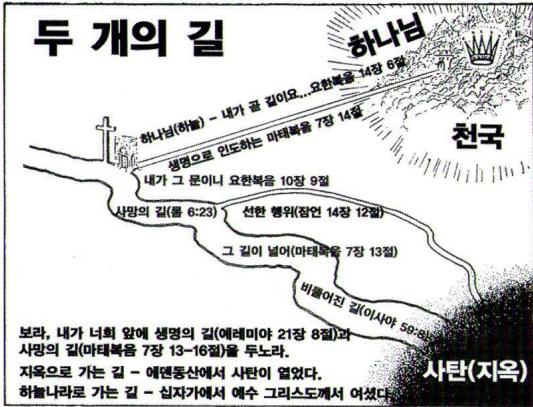 두 개의 길
하나님
천국
하나님(하늘) - 내가 곧 길이요...요한복음 14장 6절
생명으로 인도하는 마태복음 7장 14절
내가 그 문이니 요한복음 10장 9절
사망의 길(롬 6:23)
선한 행위(잠언 14장 12절)
그 길이 넓어(마태복음 7장 13절)
비뚤어진 길(이사야 59:8)
보라, 내가 너희 앞에 생명의 길(예레미야 21장 8절)과
사망의 길(마태복음 7장 13-16절)을 두노라.
지옥으로 가는 길 - 에덴동산에서 사탄이 열었다.
하늘나라로 가는 길 - 십자가에서 예수 그리스도께서 여셨다.
사탄(지옥)